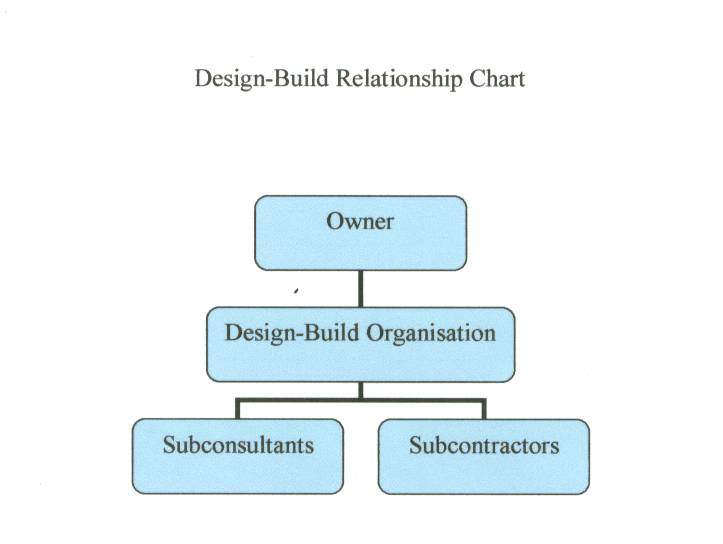 Design-Build Relationship Chart
Owner
Design-Build Organisation
Subconsultants
Subcontractors